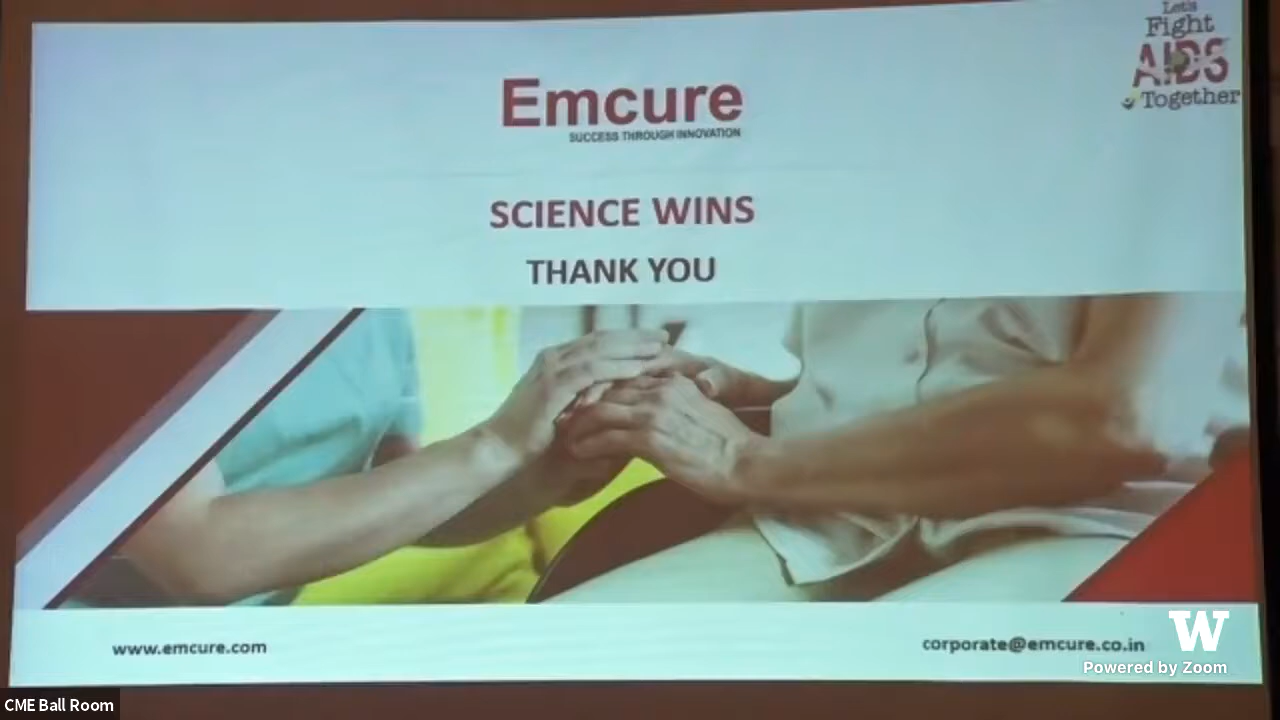 Let's
Fight
AIDS
Together
Emcure
SUCCESS THROUGH INNOVATION
SCIENCE WINS
THANK YOU
www.emcure.com
corporate@emcure.co.in
W
Powered by Zoom
CME Ball Room